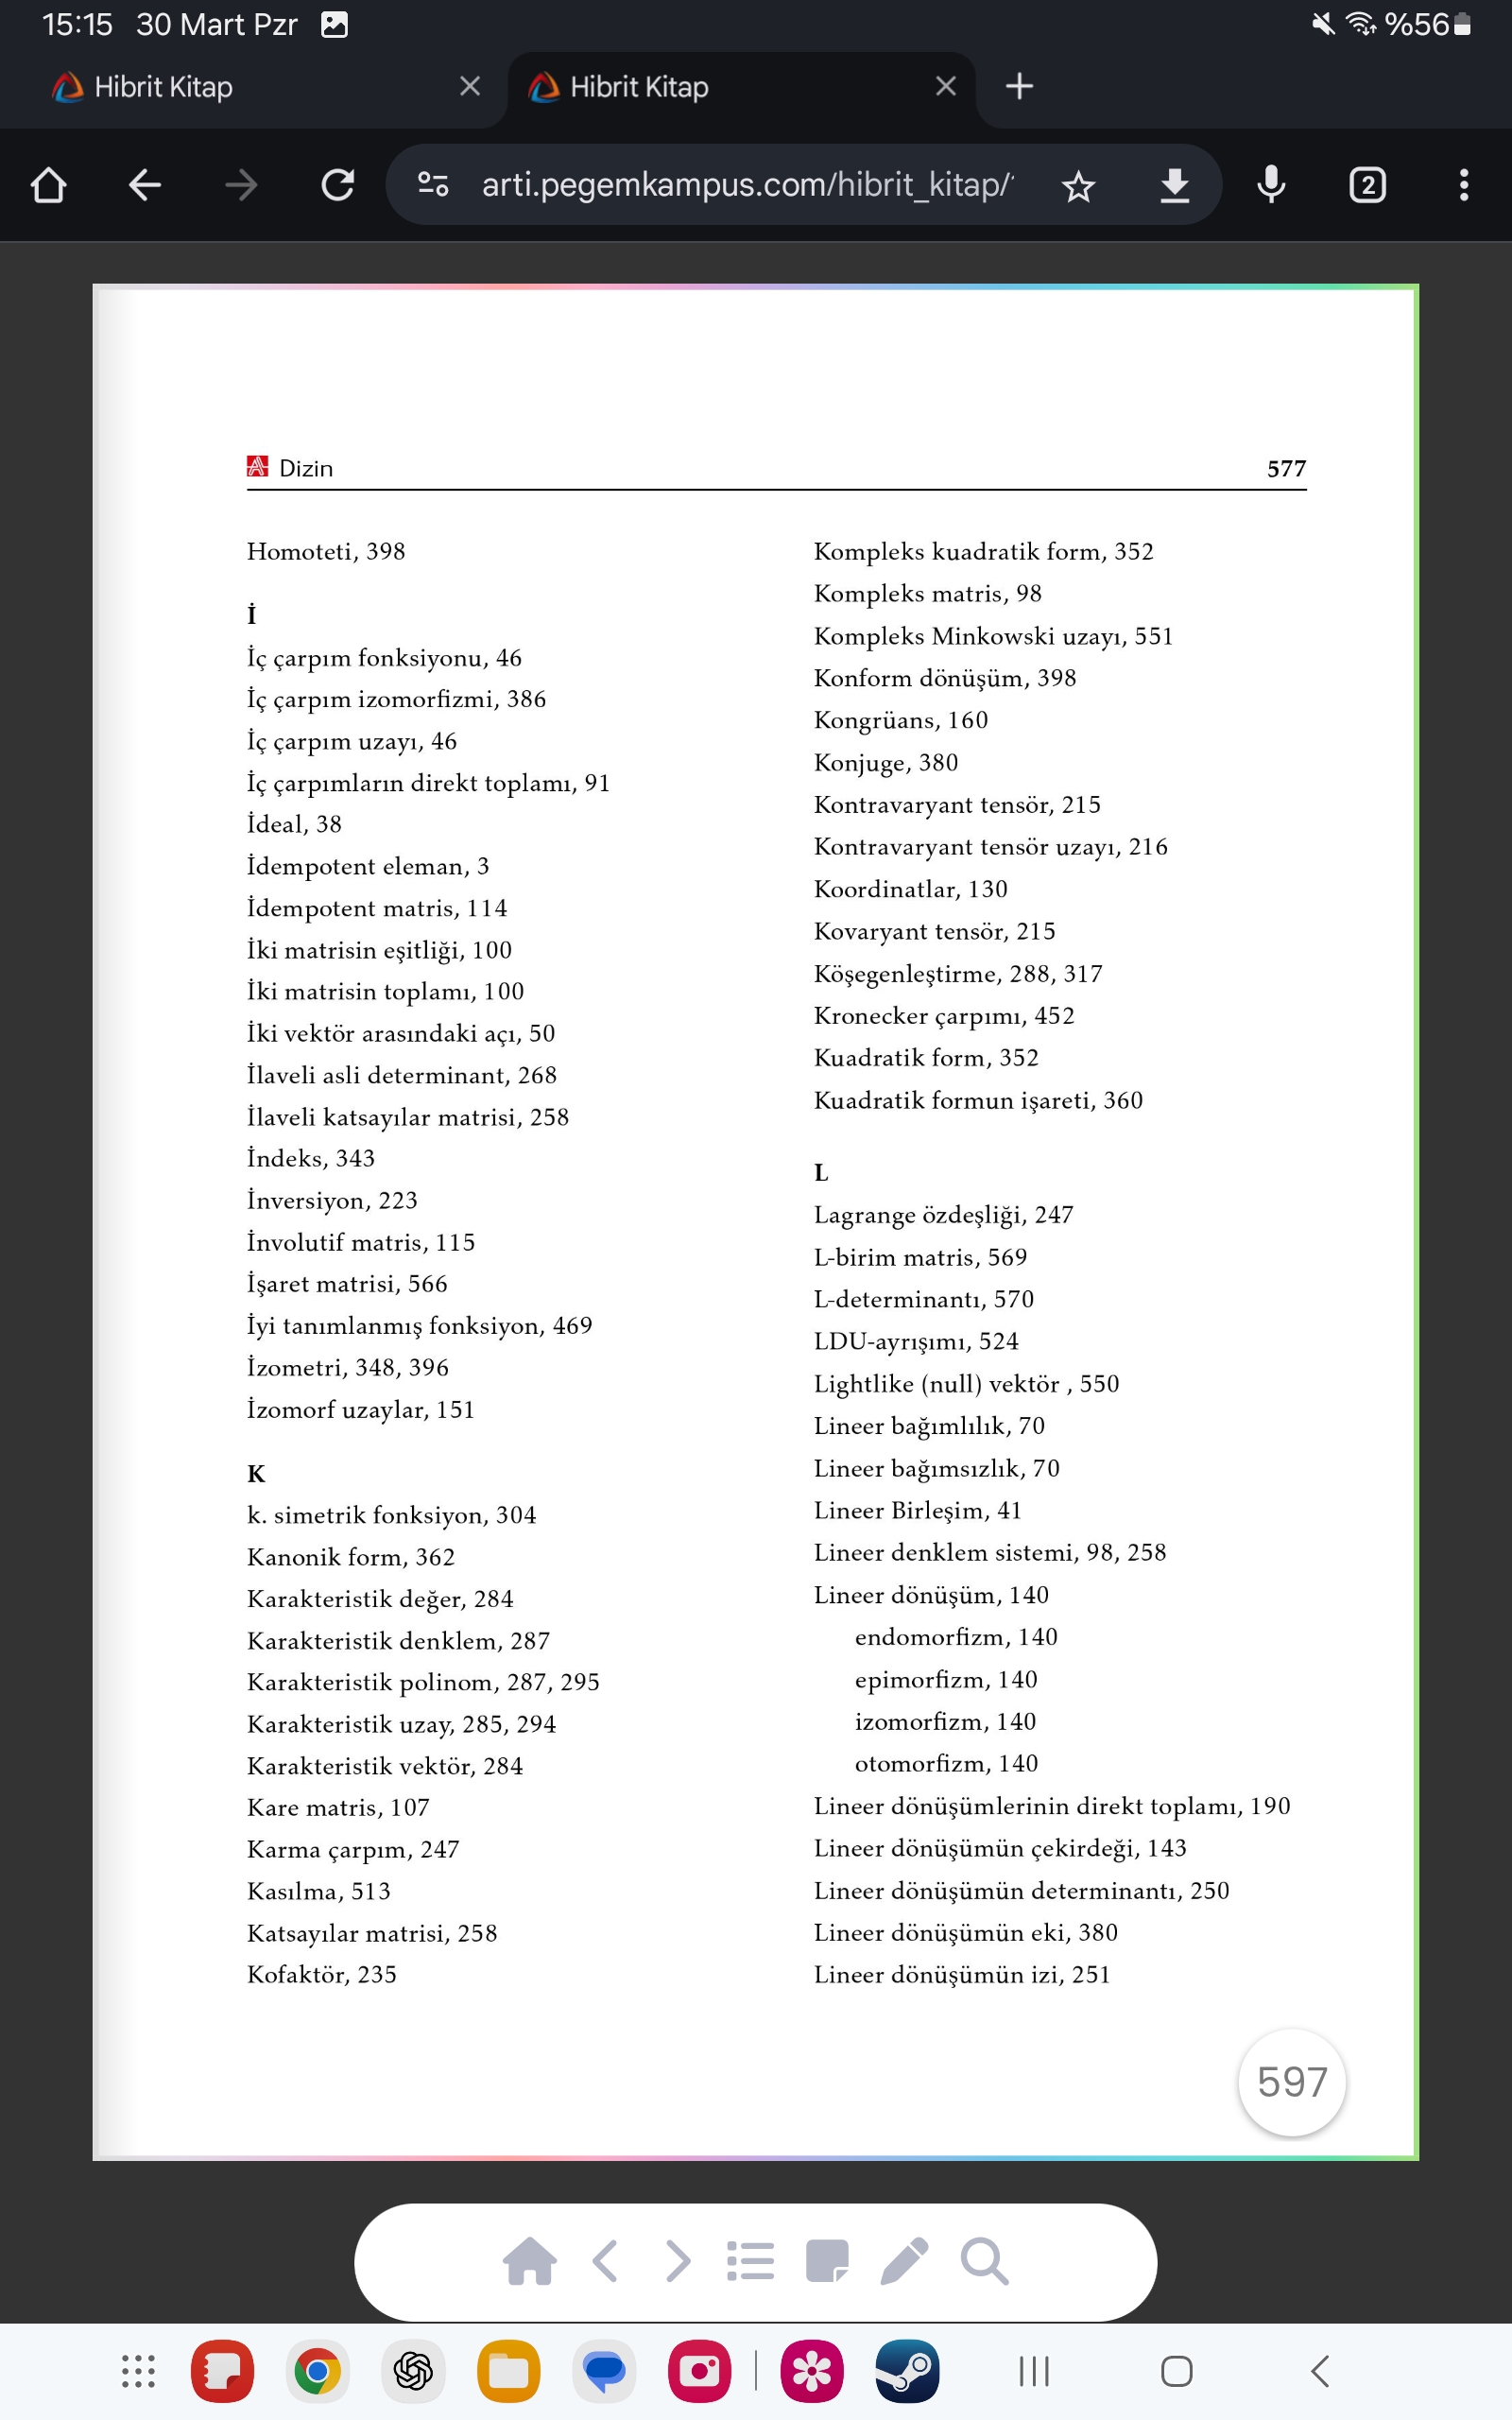 15:15 30 Mart Pzr %56
Hibrit Kitap
Hibrit Kitap
arti.pegemkampus.com/hibrit_kitap/
2
Dizin 577
Homoteti, 398
İ
İç çarpım fonksiyonu, 46
İç çarpım izomorfizmi, 386
İç çarpım uzayı, 46
İç çarpımların direkt toplamı, 91
İdeal, 38
İdempotent eleman, 3
İdempotent matris, 114
İki matrisin eşitliği, 100
İki matrisin toplamı, 100
İki vektör arasındaki açı, 50
İlaveli asli determinant, 268
İlaveli katsayılar matrisi, 258
İndeks, 343
İnversiyon, 223
İnvolutif matris, 115
İşaret matrisi, 566
İyi tanımlanmış fonksiyon, 469
İzometri, 348, 396
İzomorf uzaylar, 151
K
k. simetrik fonksiyon, 304
Kanonik form, 362
Karakteristik değer, 284
Karakteristik denklem, 287
Karakteristik polinom, 287, 295
Karakteristik uzay, 285, 294
Karakteristik vektör, 284
Kare matris, 107
Karma çarpım, 247
Kasılma, 513
Katsayılar matrisi, 258
Kofaktör, 235
Kompleks kuadratik form, 352
Kompleks matris, 98
Kompleks Minkowski uzayı, 551
Konform dönüşüm, 398
Kongrüans, 160
Konjuge, 380
Kontravaryant tensör, 215
Kontravaryant tensör uzayı, 216
Koordinatlar, 130
Kovaryant tensör, 215
Köşegenleştirme, 288, 317
Kronecker çarpımı, 452
Kuadratik form, 352
Kuadratik formun işareti, 360
L
Lagrange özdeşliği, 247
L-birim matris, 569
L-determinantı, 570
LDU-ayrışımı, 524
Lightlike (null) vektör , 550
Lineer bağımlılık, 70
Lineer bağımsızlık, 70
Lineer Birleşim, 41
Lineer denklem sistemi, 98, 258
Lineer dönüşüm, 140
endomorfizm, 140
epimorfizm, 140
izomorfizm, 140
otomorfizm, 140
Lineer dönüşümlerinin direkt toplamı, 190
Lineer dönüşümün çekirdeği, 143
Lineer dönüşümün determinantı, 250
Lineer dönüşümün eki, 380
Lineer dönüşümün izi, 251
597